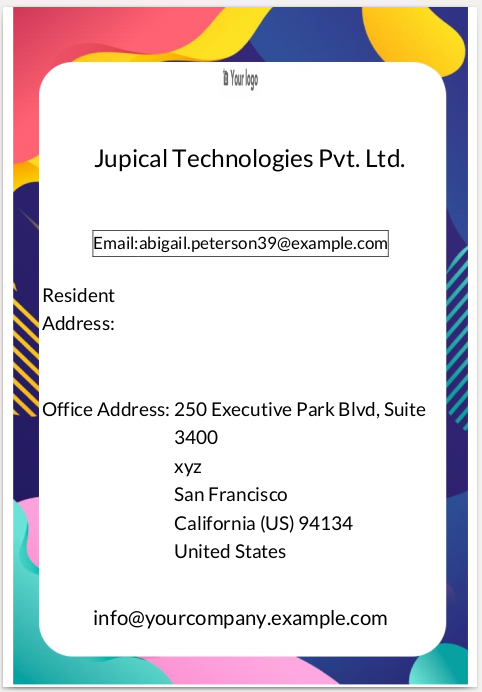 Your logo
Jupical Technologies Pvt. Ltd.
Email:abigail.peterson39@example.com
Resident
Address:
Office Address: 250 Executive Park Blvd, Suite
3400
xyz
San Francisco
California (US) 94134
United States
info@yourcompany.example.com